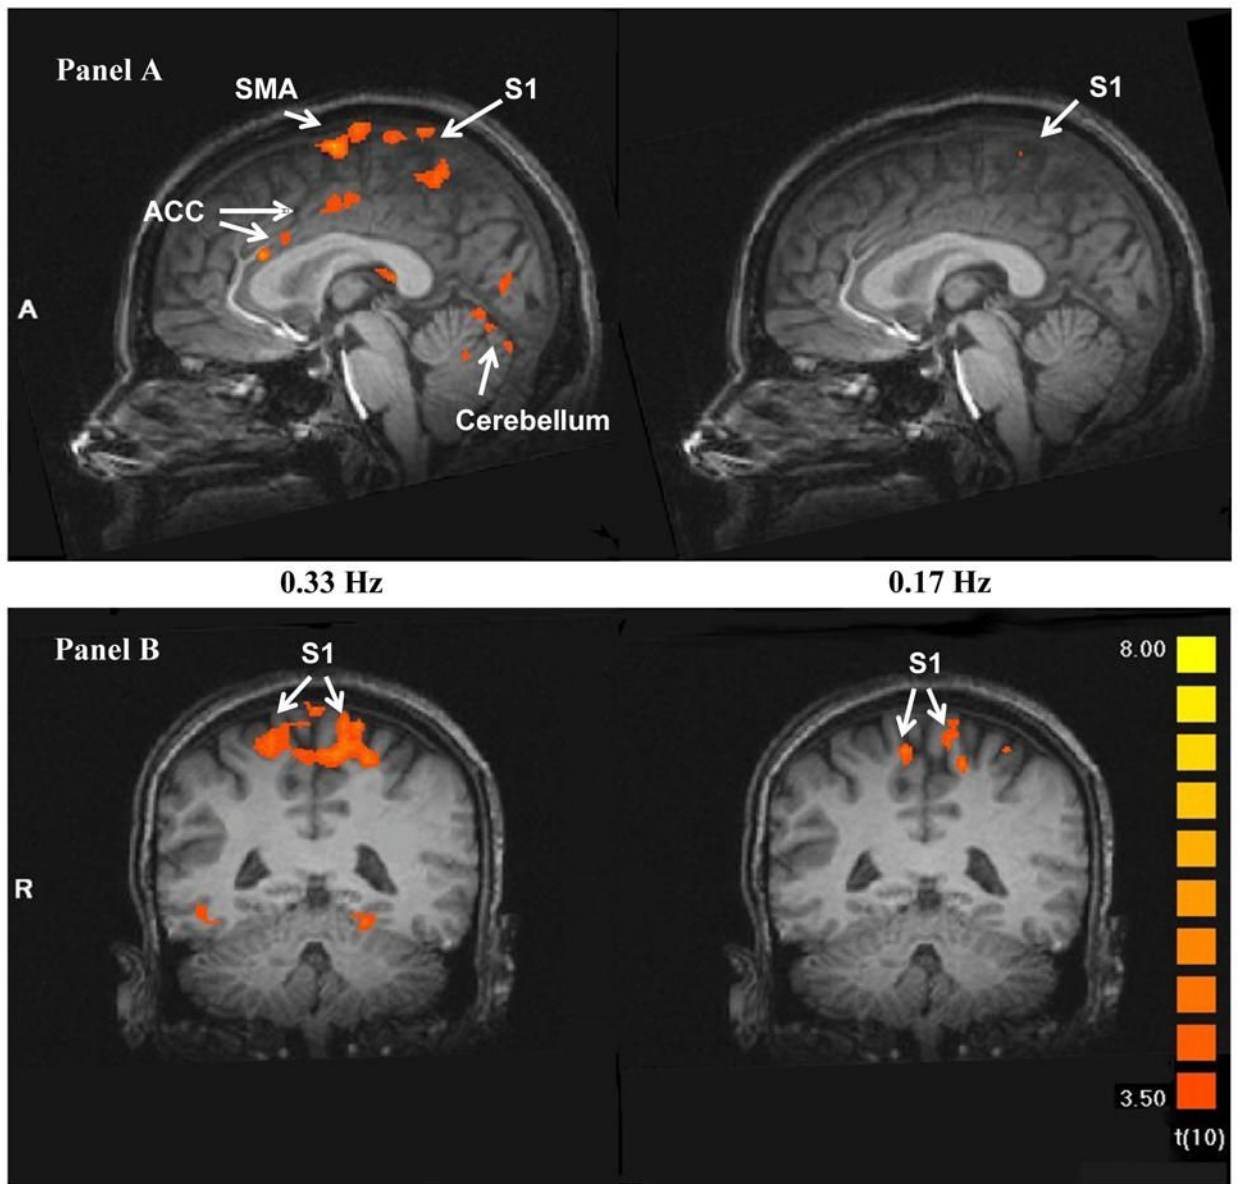 Panel A
SMA
S1
ACC
A
Cerebellum
S1
0.33 Hz
0.17 Hz
Panel B
S1
R
S1
8.00
3.50
t(10)